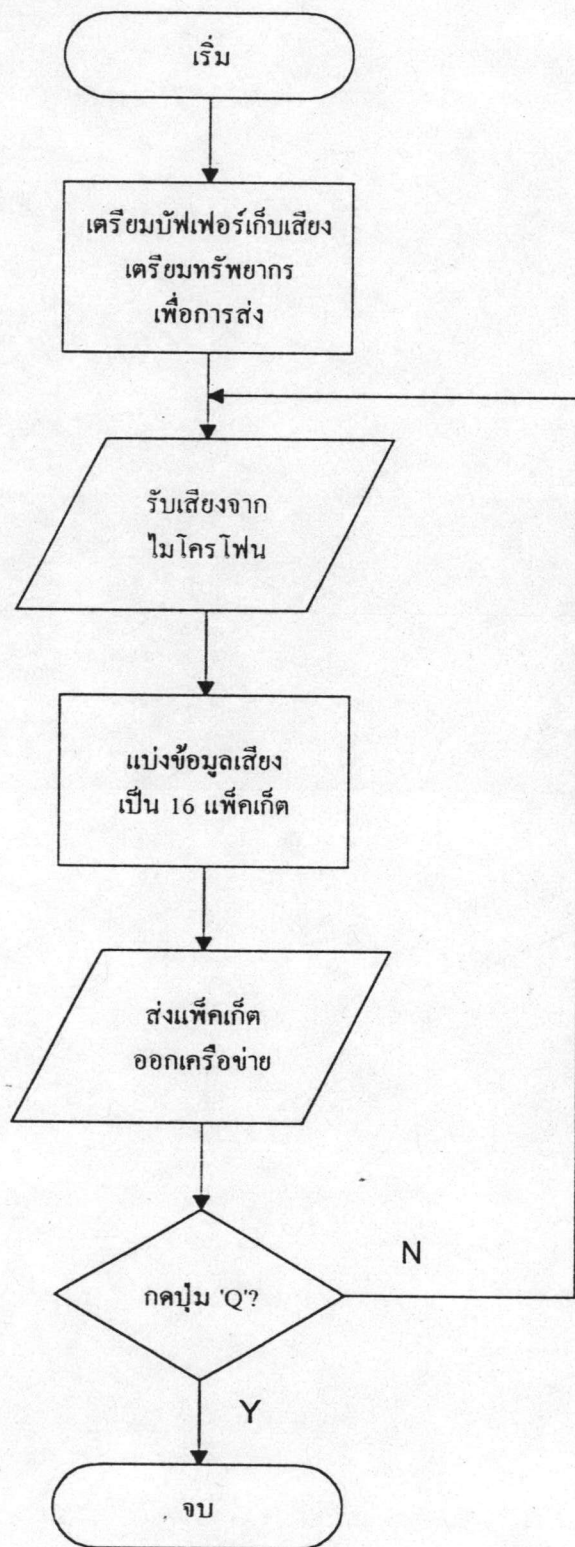 เริ่ม
เตรียมบัฟเฟอร์เก็บเสียง
เตรียมทรัพยากร
เพื่อการส่ง
รับเสียงจาก
ไมโครโฟน
แบ่งข้อมูลเสียง
เป็น 16 แพ็คเก็ต
ส่งแพ็คเก็ต
ออกเครือข่าย
กดปุ่ม 'Q'?
N
Y
จบ